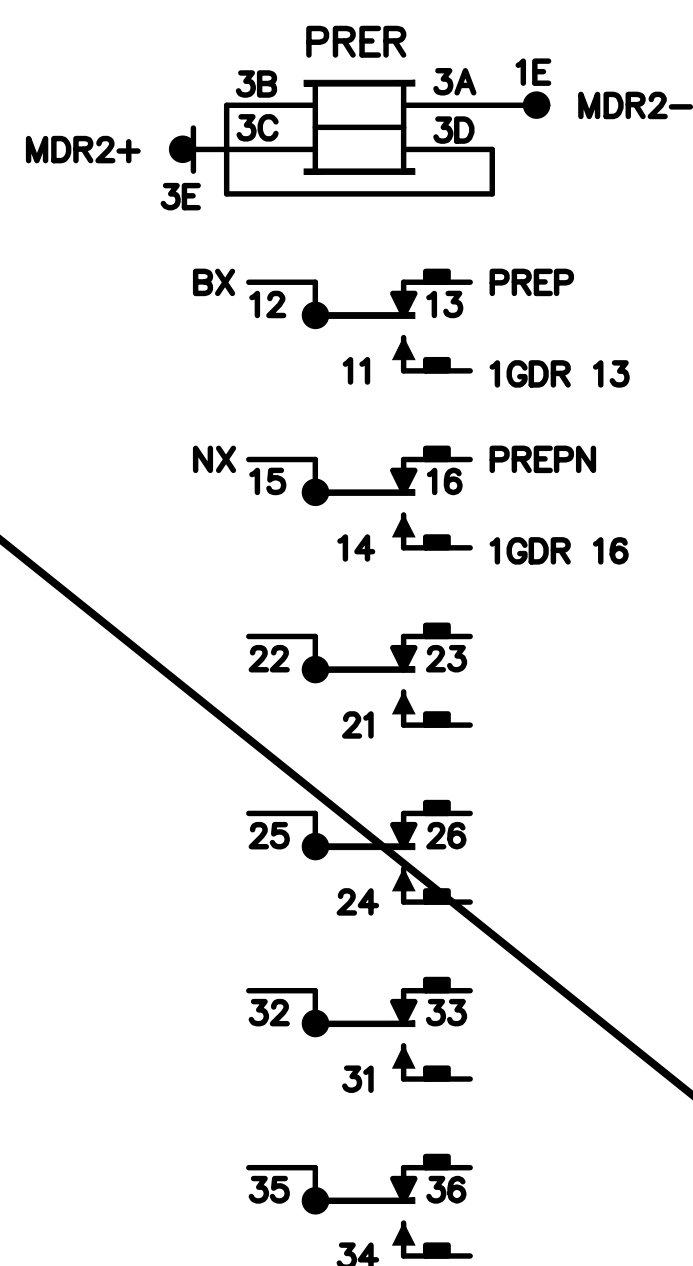 PRER
3B 3A 1E
MDR2-
3C 3D
MDR2+
3E
BX 12 13 PREP
11 1GDR 13
NX 15 16 PREPN
14 1GDR 16
22 23
21
25 26
24
32 33
31
35 36
34